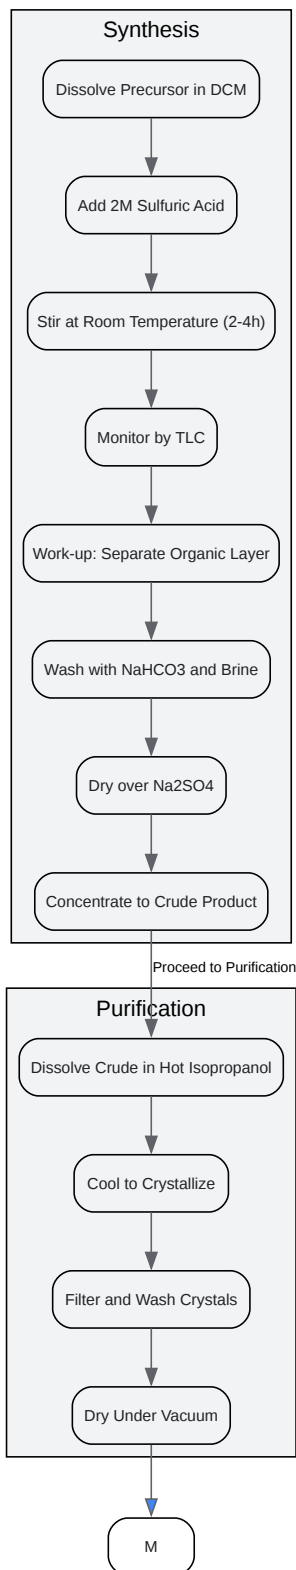 Synthesis
Dissolve Precursor in DCM
Add 2M Sulfuric Acid
Stir at Room Temperature (2-4h)
Monitor by TLC
Work-up: Separate Organic Layer
Wash with NaHCO3 and Brine
Dry over Na2SO4
Concentrate to Crude Product
Proceed to Purification
Purification
Dissolve Crude in Hot Isopropanol
Cool to Crystallize
Filter and Wash Crystals
Dry Under Vacuum
M